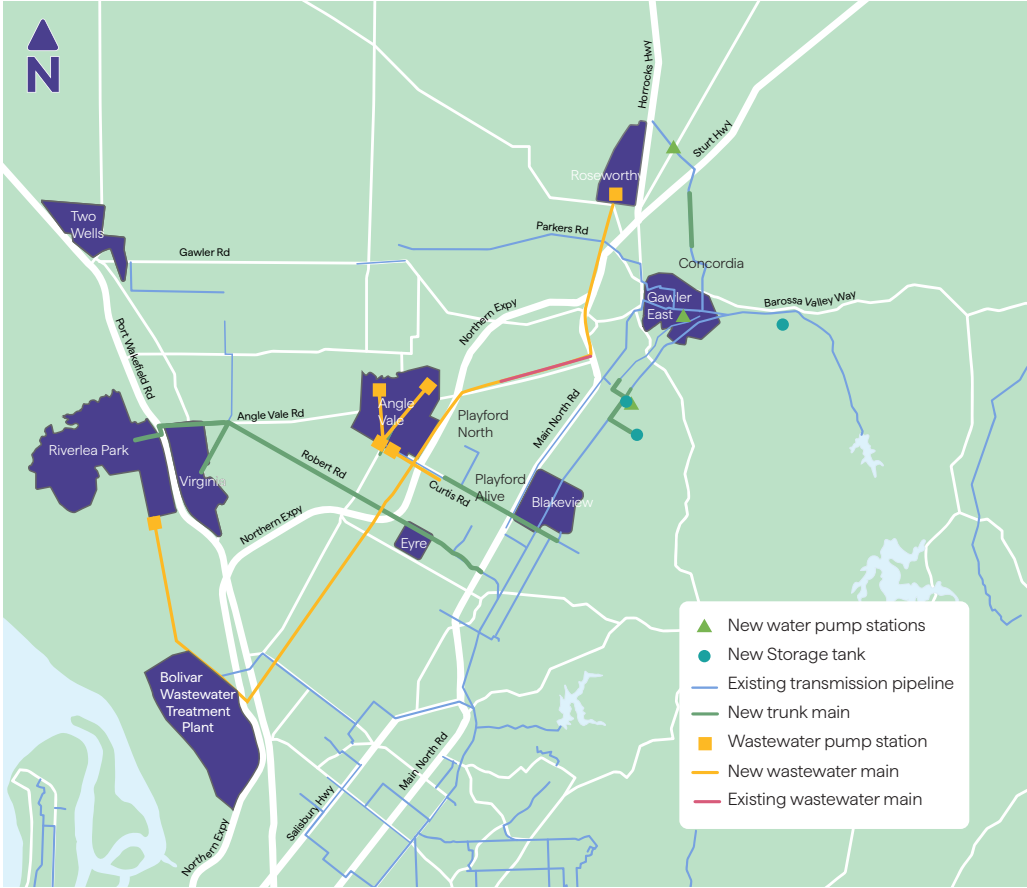 N
Horrocks Hwy
Sturt Hwy
Roseworthy
Two
Wells
Parkers Rd
Gawler Rd
Concordia
Gawler
East
Barossa Valley Way
Northern Expy
Port Wakefield Rd
Angle
Vale
Angle Vale Rd
Playford
North
Main North Rd
Riverlea Park
Virginia
Robert Rd
Curtis Rd
Playford
Alive
Blakeview
Northern Expy
Eyre
Bolivar
Wastewater
Treatment
Plant
Main North Rd
Salisbury Hwy
Northern Expy
New water pump stations
New Storage tank
Existing transmission pipeline
New trunk main
Wastewater pump station
New wastewater main
Existing wastewater main